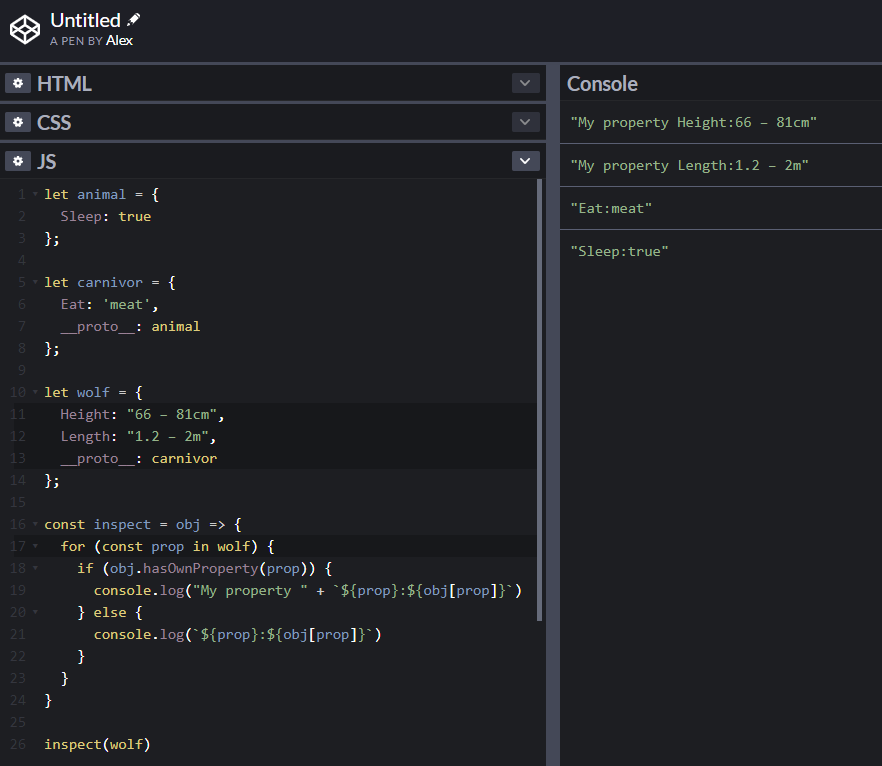 Untitled
A PEN BY Alex
HTML
CSS
JS
1 let animal = {
2   Sleep: true
3 };
4
5 let carnivor = {
6   Eat: 'meat',
7   __proto__: animal
8 };
9
10 let wolf = {
11   Height: "66 – 81cm",
12   Length: "1.2 – 2m",
13   __proto__: carnivor
14 };
15
16 const inspect = obj => {
17   for (const prop in wolf) {
18     if (obj.hasOwnProperty(prop)) {
19       console.log("My property " + `${prop}:${obj[prop]}`)
20     } else {
21       console.log(`${prop}:${obj[prop]}`)
22     }
23   }
24 }
25
26 inspect(wolf)
Console
"My property Height:66 – 81cm"
"My property Length:1.2 – 2m"
"Eat:meat"
"Sleep:true"